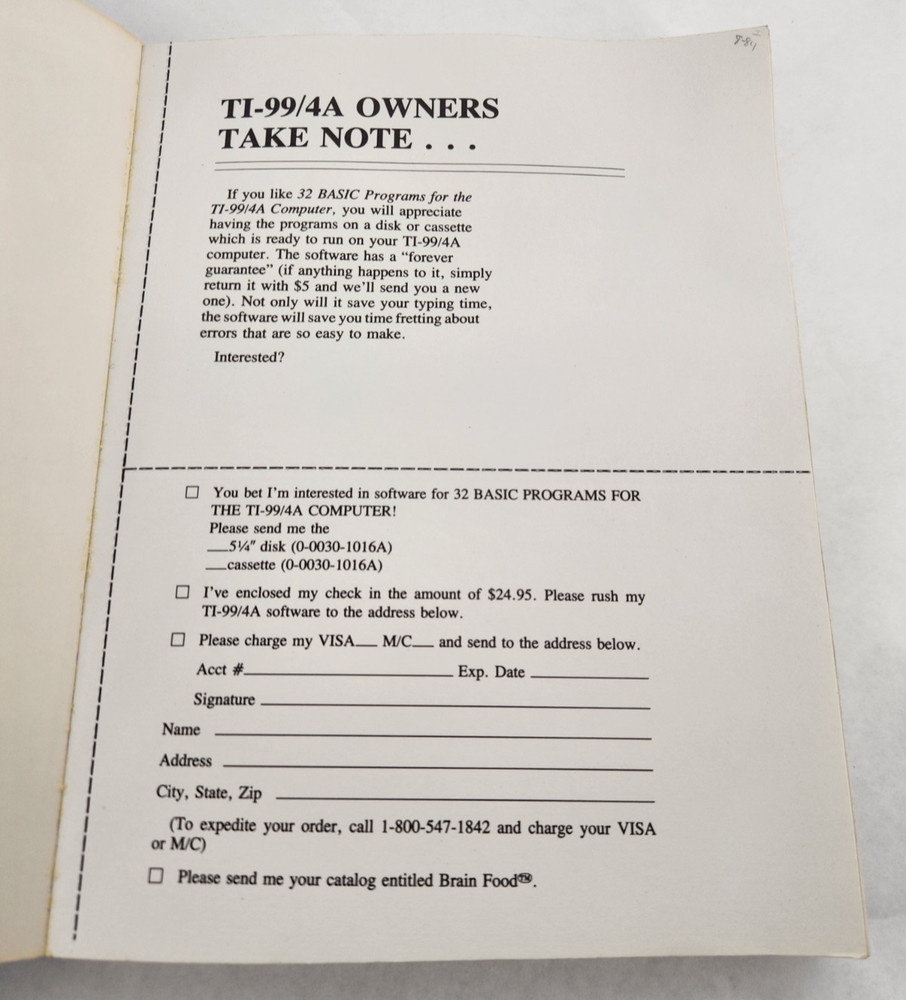 TI-99/4A OWNERS
TAKE NOTE . . .
If you like 32 BASIC Programs for the
TI-99/4A Computer, you will appreciate
having the programs on a disk or cassette
which is ready to run on your TI-99/4A
computer. The software has a “forever
guarantee” (if anything happens to it, simply
return it with $5 and we’ll send you a new
one). Not only will it save your typing time,
the software will save you time fretting about
errors that are so easy to make.
Interested?
☐ You bet I’m interested in software for 32 BASIC PROGRAMS FOR
THE TI-99/4A COMPUTER!
Please send me the
___5¼” disk (0-0030-1016A)
___cassette (0-0030-1016A)
☐ I’ve enclosed my check in the amount of $24.95. Please rush my
TI-99/4A software to the address below.
☐ Please charge my VISA___ M/C___ and send to the address below.
Acct #______ Exp. Date ______
Signature ______
Name ______
Address ______
City, State, Zip ______
(To expedite your order, call 1-800-547-1842 and charge your VISA
or M/C)
☐ Please send me your catalog entitled Brain Food™.